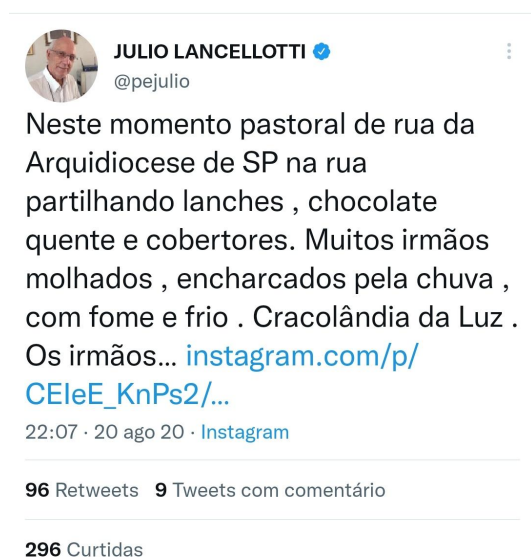 JULIO LANCELLOTTI
@pejulio
Neste momento pastoral de rua da
Arquidiocese de SP na rua
partilhando lanches , chocolate
quente e cobertores. Muitos irmãos
molhados , encharcados pela chuva ,
com fome e frio . Cracolândia da Luz .
Os irmãos... instagram.com/p/
CEIeE_KnPs2/...
22:07 · 20 ago 20 · Instagram
96 Retweets 9 Tweets com comentário
296 Curtidas